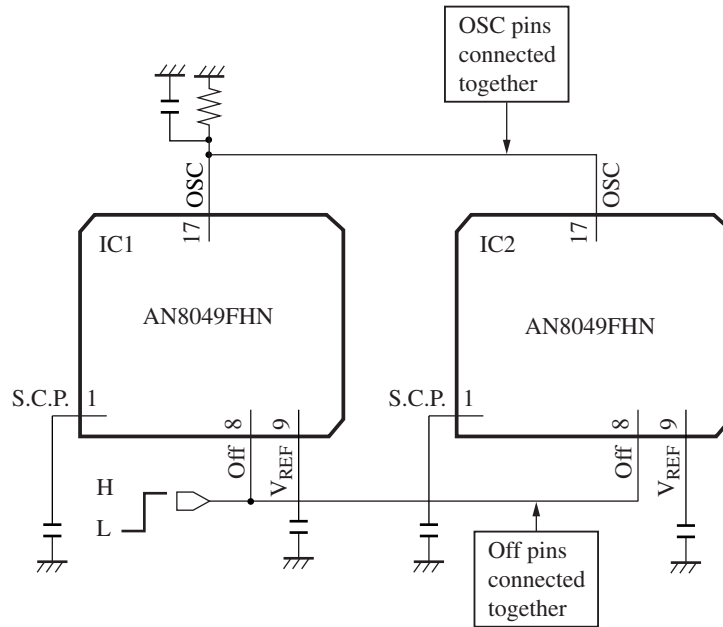 OSC pins
connected
together
OSC
OSC
17
17
IC1
IC2
AN8049FHN
AN8049FHN
S.C.P.
1
S.C.P.
1
8
9
8
9
Off
VREF
Off
VREF
H
L
Off pins
connected
together